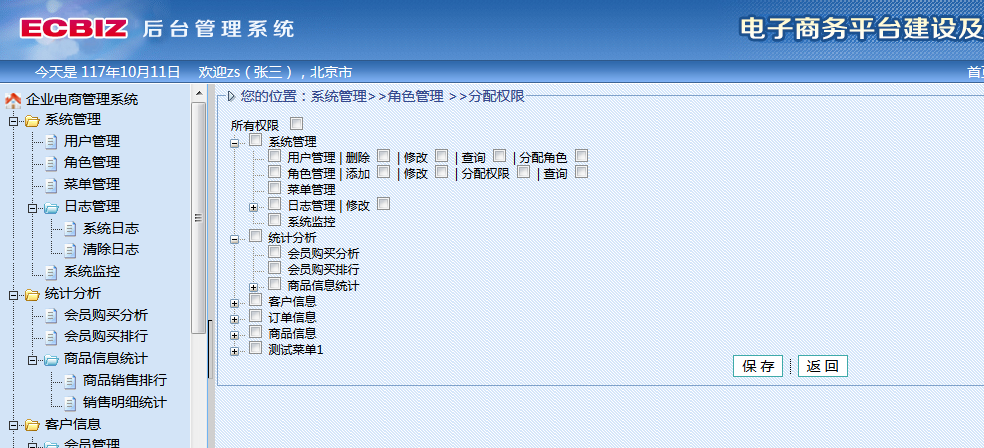 ECBIZ 后台管理系统
电子商务平台建设及
今天是 117年10月11日 欢迎zs（张三），北京市
首
企业电商管理系统
系统管理
用户管理
角色管理
菜单管理
日志管理
系统日志
清除日志
系统监控
统计分析
会员购买分析
会员购买排行
商品信息统计
商品销售排行
销售明细统计
客户信息
会员管理
您的位置：系统管理>>角色管理 >>分配权限
所有权限
系统管理
用户管理 | 删除 | 修改 | 查询 | 分配角色
角色管理 | 添加 | 修改 | 分配权限 | 查询
菜单管理
日志管理 | 修改
系统监控
统计分析
会员购买分析
会员购买排行
商品信息统计
客户信息
订单信息
商品信息
测试菜单1
保 存
返 回